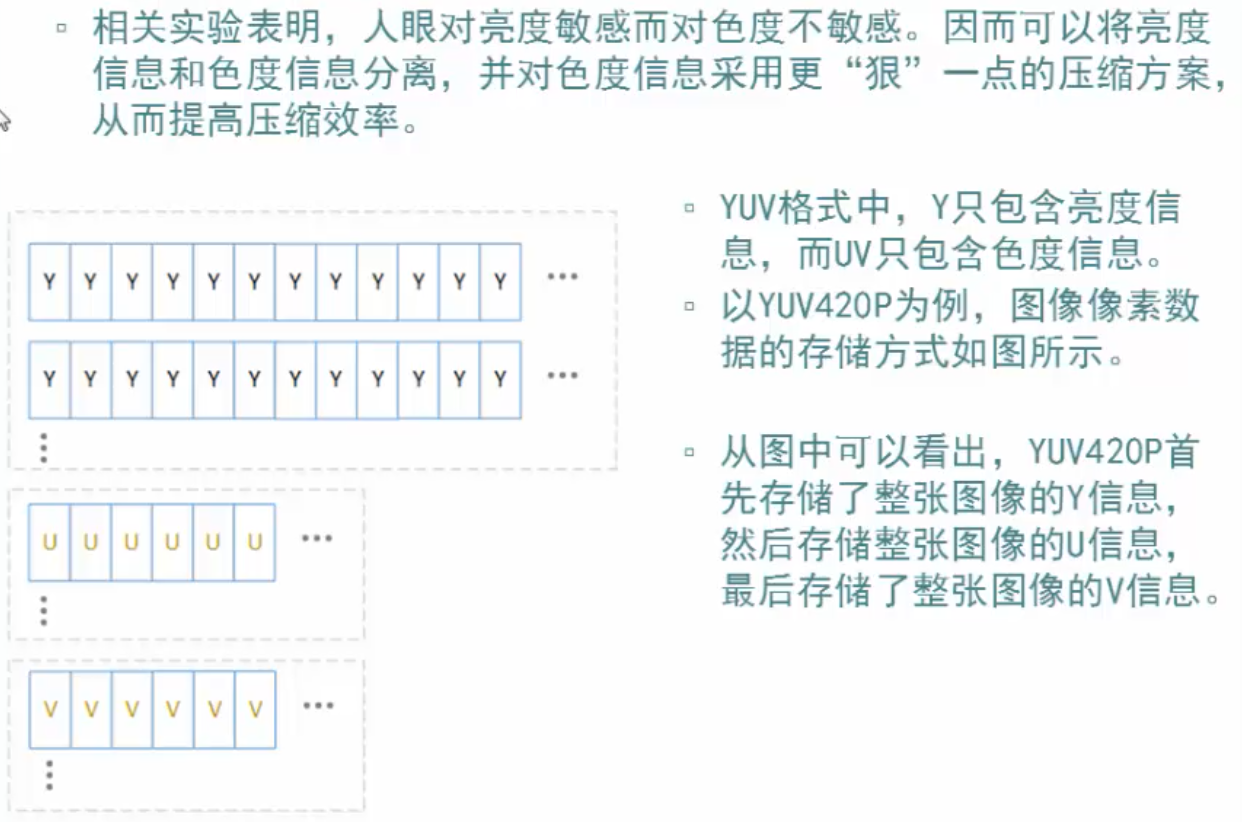 ▫ 相关实验表明，人眼对亮度敏感而对色度不敏感。因而可以将亮度
信息和色度信息分离，并对色度信息采用更“狠”一点的压缩方案，
从而提高压缩效率。
Y Y Y Y Y Y Y Y Y Y Y Y ...
Y Y Y Y Y Y Y Y Y Y Y Y ...
U U U U U U ...
V V V V V V ...
▫ YUV格式中，Y只包含亮度信
息，而UV只包含色度信息。
▫ 以YUV420P为例，图像像素数
据的存储方式如图所示。
▫ 从图中可以看出，YUV420P首
先存储了整张图像的Y信息，
然后存储整张图像的U信息，
最后存储了整张图像的V信息。